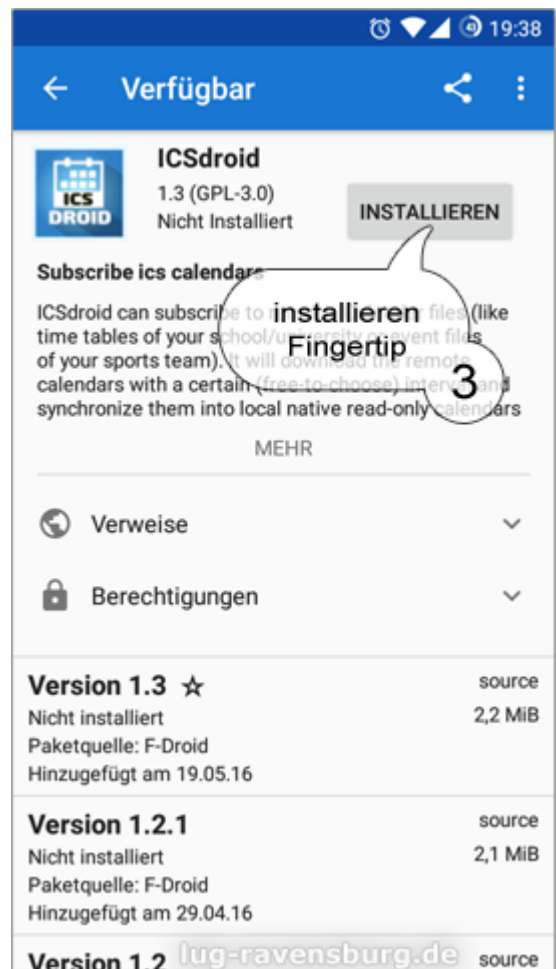 19:38
Verfügbar
ICS
DROID
ICSdroid
1.3 (GPL-3.0)
Nicht Installiert
INSTALLIEREN
Subscribe ics calendars
ICSdroid can subscribe to files (like
time tables of your school/university or event files
of your sports team). It will download the remote
calendars with a certain (free-to-choose) interval and
synchronize them into local native read-only calendars
installieren
Fingertip
3
MEHR
Verweise
Berechtigungen
Version 1.3
source
Nicht installiert
2,2 MiB
Paketquelle: F-Droid
Hinzugefügt am 19.05.16
Version 1.2.1
source
Nicht installiert
2,1 MiB
Paketquelle: F-Droid
Hinzugefügt am 29.04.16
Version 1.2
source
lug-ravensburg.de